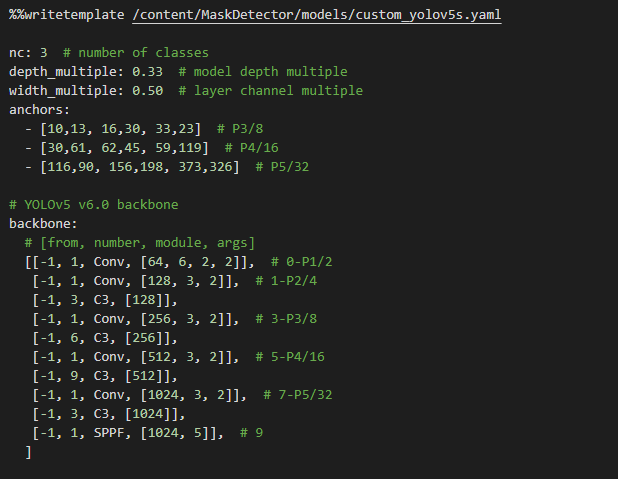 %%writetemplate /content/MaskDetector/models/custom_yolov5s.yaml

nc: 3  # number of classes
depth_multiple: 0.33  # model depth multiple
width_multiple: 0.50  # layer channel multiple
anchors:
  - [10,13, 16,30, 33,23]  # P3/8
  - [30,61, 62,45, 59,119]  # P4/16
  - [116,90, 156,198, 373,326]  # P5/32

# YOLOv5 v6.0 backbone
backbone:
  # [from, number, module, args]
  [[-1, 1, Conv, [64, 6, 2, 2]],  # 0-P1/2
   [-1, 1, Conv, [128, 3, 2]],  # 1-P2/4
   [-1, 3, C3, [128]],
   [-1, 1, Conv, [256, 3, 2]],  # 3-P3/8
   [-1, 6, C3, [256]],
   [-1, 1, Conv, [512, 3, 2]],  # 5-P4/16
   [-1, 9, C3, [512]],
   [-1, 1, Conv, [1024, 3, 2]],  # 7-P5/32
   [-1, 3, C3, [1024]],
   [-1, 1, SPPF, [1024, 5]],  # 9
  ]